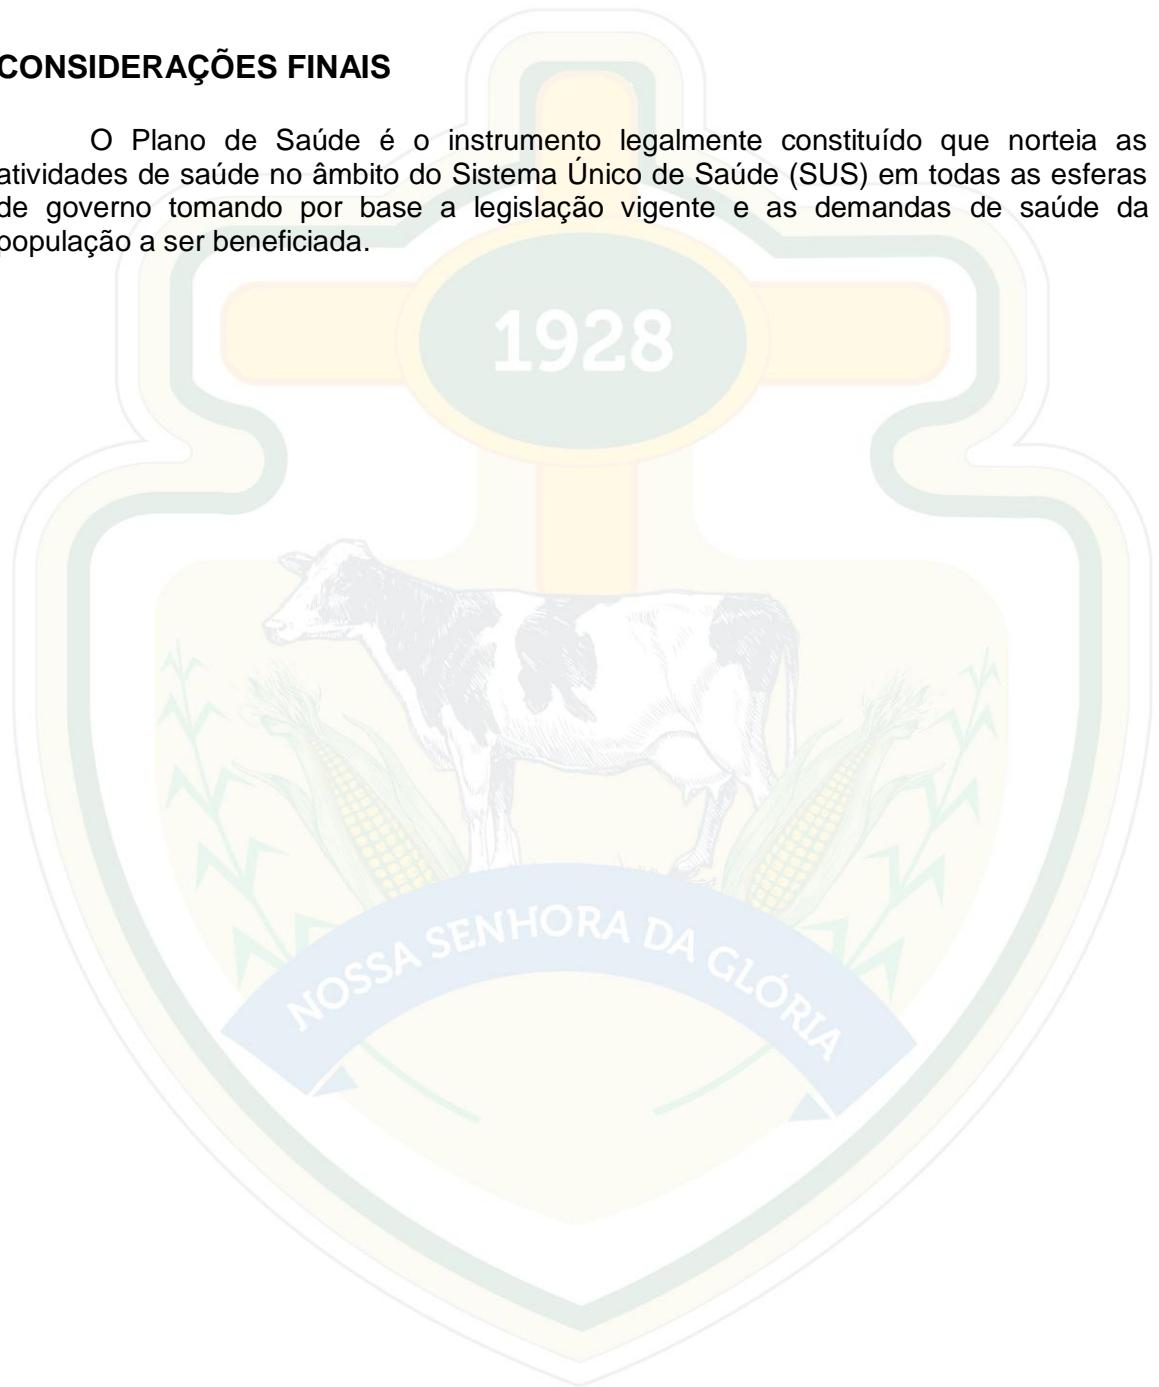 CONSIDERAÇÕES FINAIS
O Plano de Saúde é o instrumento legalmente constituído que norteia as
atividades de saúde no âmbito do Sistema Único de Saúde (SUS) em todas as esferas
de governo tomando por base a legislação vigente e as demandas de saúde da
população a ser beneficiada.
1928
NOSSA SENHORA DA GLÓRIA